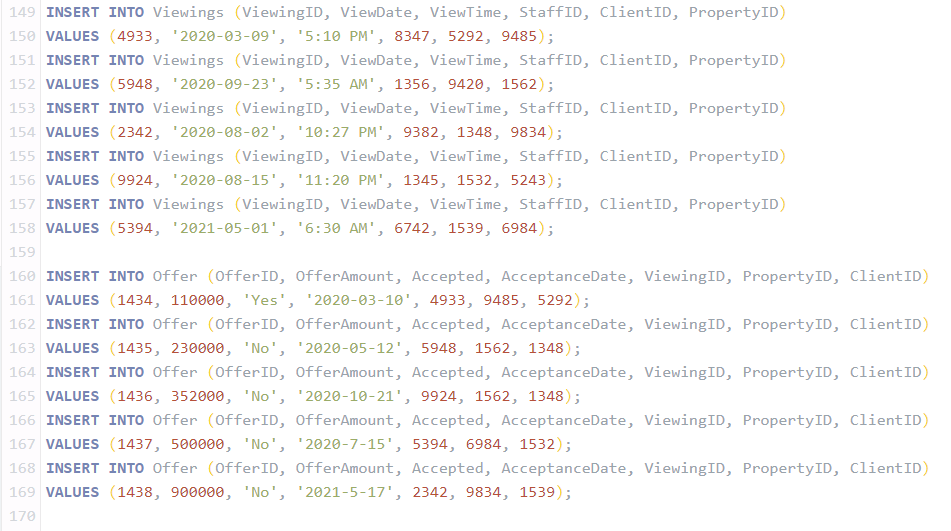 149 INSERT INTO Viewings (ViewingID, ViewDate, ViewTime, StaffID, ClientID, PropertyID)
150 VALUES (4933, '2020-03-09', '5:10 PM', 8347, 5292, 9485);
151 INSERT INTO Viewings (ViewingID, ViewDate, ViewTime, StaffID, ClientID, PropertyID)
152 VALUES (5948, '2020-09-23', '5:35 AM', 1356, 9420, 1562);
153 INSERT INTO Viewings (ViewingID, ViewDate, ViewTime, StaffID, ClientID, PropertyID)
154 VALUES (2342, '2020-08-02', '10:27 PM', 9382, 1348, 9834);
155 INSERT INTO Viewings (ViewingID, ViewDate, ViewTime, StaffID, ClientID, PropertyID)
156 VALUES (9924, '2020-08-15', '11:20 PM', 1345, 1532, 5243);
157 INSERT INTO Viewings (ViewingID, ViewDate, ViewTime, StaffID, ClientID, PropertyID)
158 VALUES (5394, '2021-05-01', '6:30 AM', 6742, 1539, 6984);
159
160 INSERT INTO Offer (OfferID, OfferAmount, Accepted, AcceptanceDate, ViewingID, PropertyID, ClientID)
161 VALUES (1434, 110000, 'Yes', '2020-03-10', 4933, 9485, 5292);
162 INSERT INTO Offer (OfferID, OfferAmount, Accepted, AcceptanceDate, ViewingID, PropertyID, ClientID)
163 VALUES (1435, 230000, 'No', '2020-05-12', 5948, 1562, 1348);
164 INSERT INTO Offer (OfferID, OfferAmount, Accepted, AcceptanceDate, ViewingID, PropertyID, ClientID)
165 VALUES (1436, 352000, 'No', '2020-10-21', 9924, 1562, 1348);
166 INSERT INTO Offer (OfferID, OfferAmount, Accepted, AcceptanceDate, ViewingID, PropertyID, ClientID)
167 VALUES (1437, 500000, 'No', '2020-7-15', 5394, 6984, 1532);
168 INSERT INTO Offer (OfferID, OfferAmount, Accepted, AcceptanceDate, ViewingID, PropertyID, ClientID)
169 VALUES (1438, 900000, 'No', '2021-5-17', 2342, 9834, 1539);
170